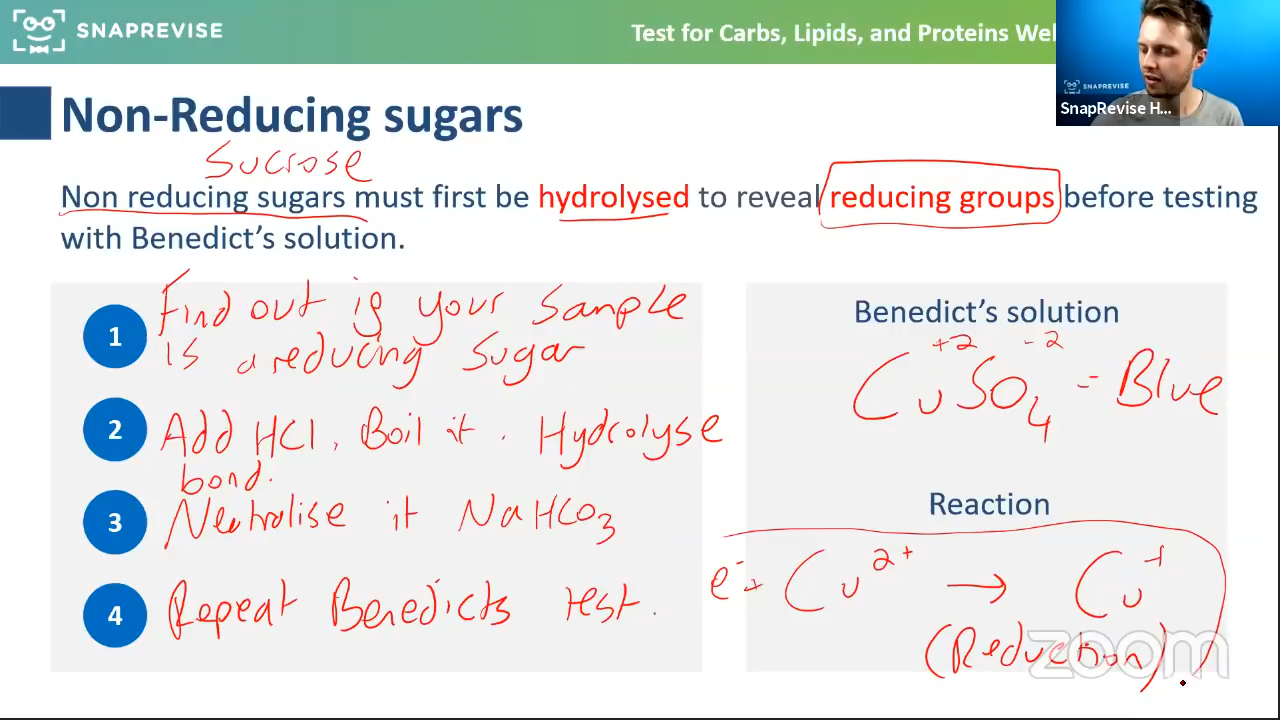 SNAPREVISE
Test for Carbs, Lipids, and Proteins We
SNAPREVISE
SnapRevise H...
Non-Reducing sugars
Sucrose
Non reducing sugars must first be hydrolysed to reveal reducing groups before testing
with Benedict's solution.
1 Find out if your Sample
is a reducing Sugar
2 Add HCl, Boil it. Hydrolyse
bond.
3 Neutralise it NaHCO3
4 Repeat Benedicts test.
Benedict's solution
+2 -2
CuSO4 = Blue
Reaction
e- + Cu2+ → Cu+
(Reduction)
zoom